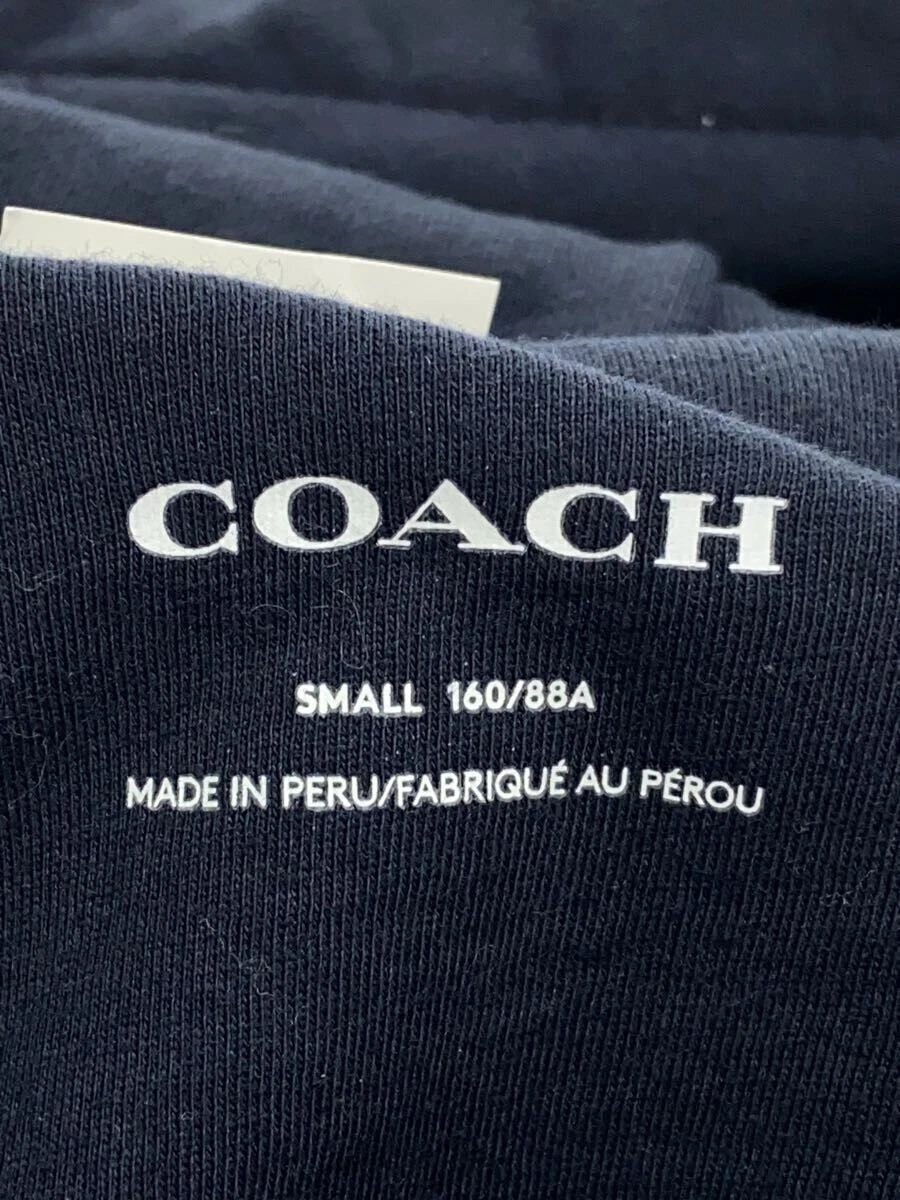 COACH
SMALL 160/88A
MADE IN PERU/FABRIQUÉ AU PÉROU